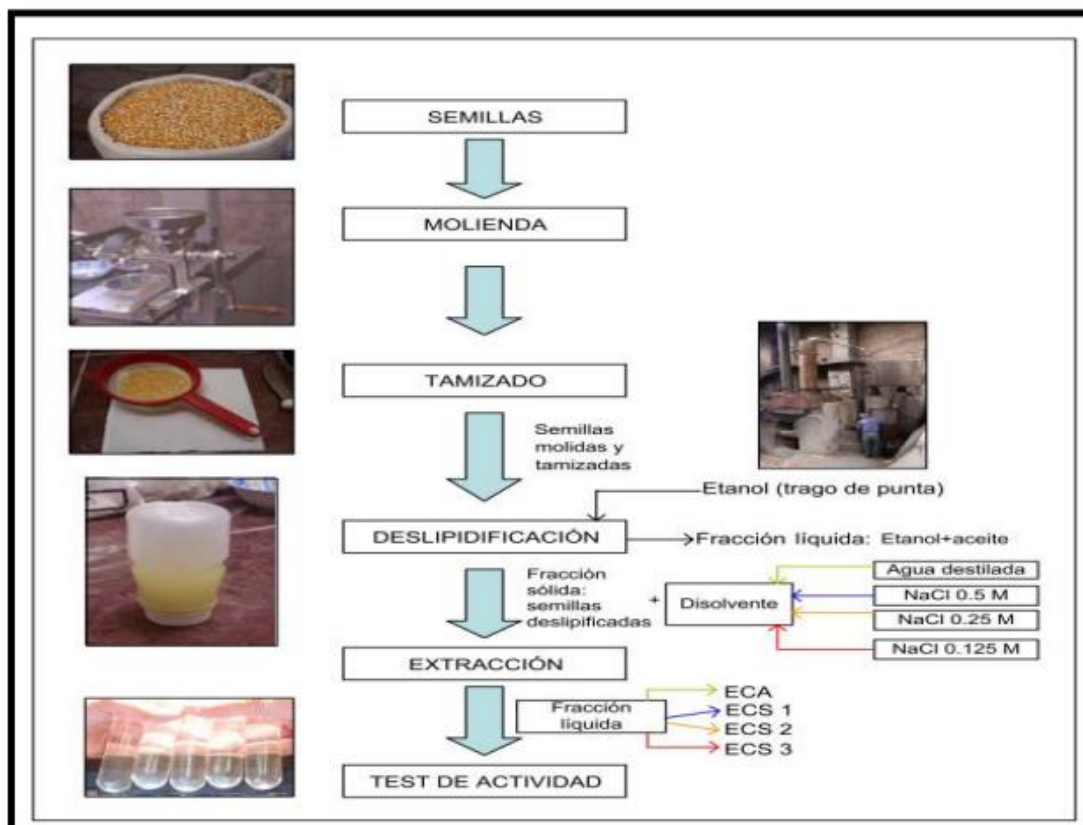 SEMILLAS
MOLIENDA
TAMIZADO
Semillas
molidas y
tamizadas
Etanol (trago de punta)
DESLIPIDIFICACIÓN
Fracción líquida: Etanol+aceite
Fracción
sólida:
semillas
deslipificadas
+
Disolvente
Agua destilada
NaCl 0.5 M
NaCl 0.25 M
NaCl 0.125 M
EXTRACCIÓN
Fracción
líquida
ECA
ECS 1
ECS 2
ECS 3
TEST DE ACTIVIDAD